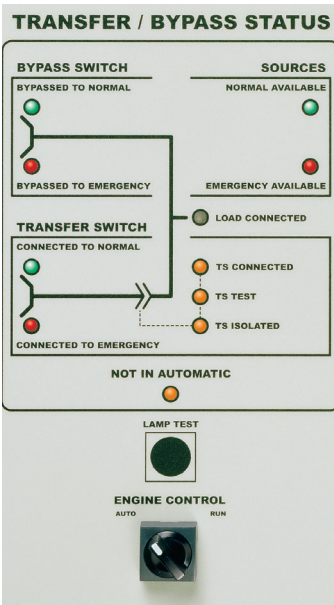 TRANSFER / BYPASS STATUS
BYPASS SWITCH
SOURCES
BYPASSED TO NORMAL
NORMAL AVAILABLE
BYPASSED TO EMERGENCY
EMERGENCY AVAILABLE
LOAD CONNECTED
TRANSFER SWITCH
CONNECTED TO NORMAL
TS CONNECTED
TS TEST
TS ISOLATED
CONNECTED TO EMERGENCY
NOT IN AUTOMATIC
LAMP TEST
ENGINE CONTROL
AUTO
RUN